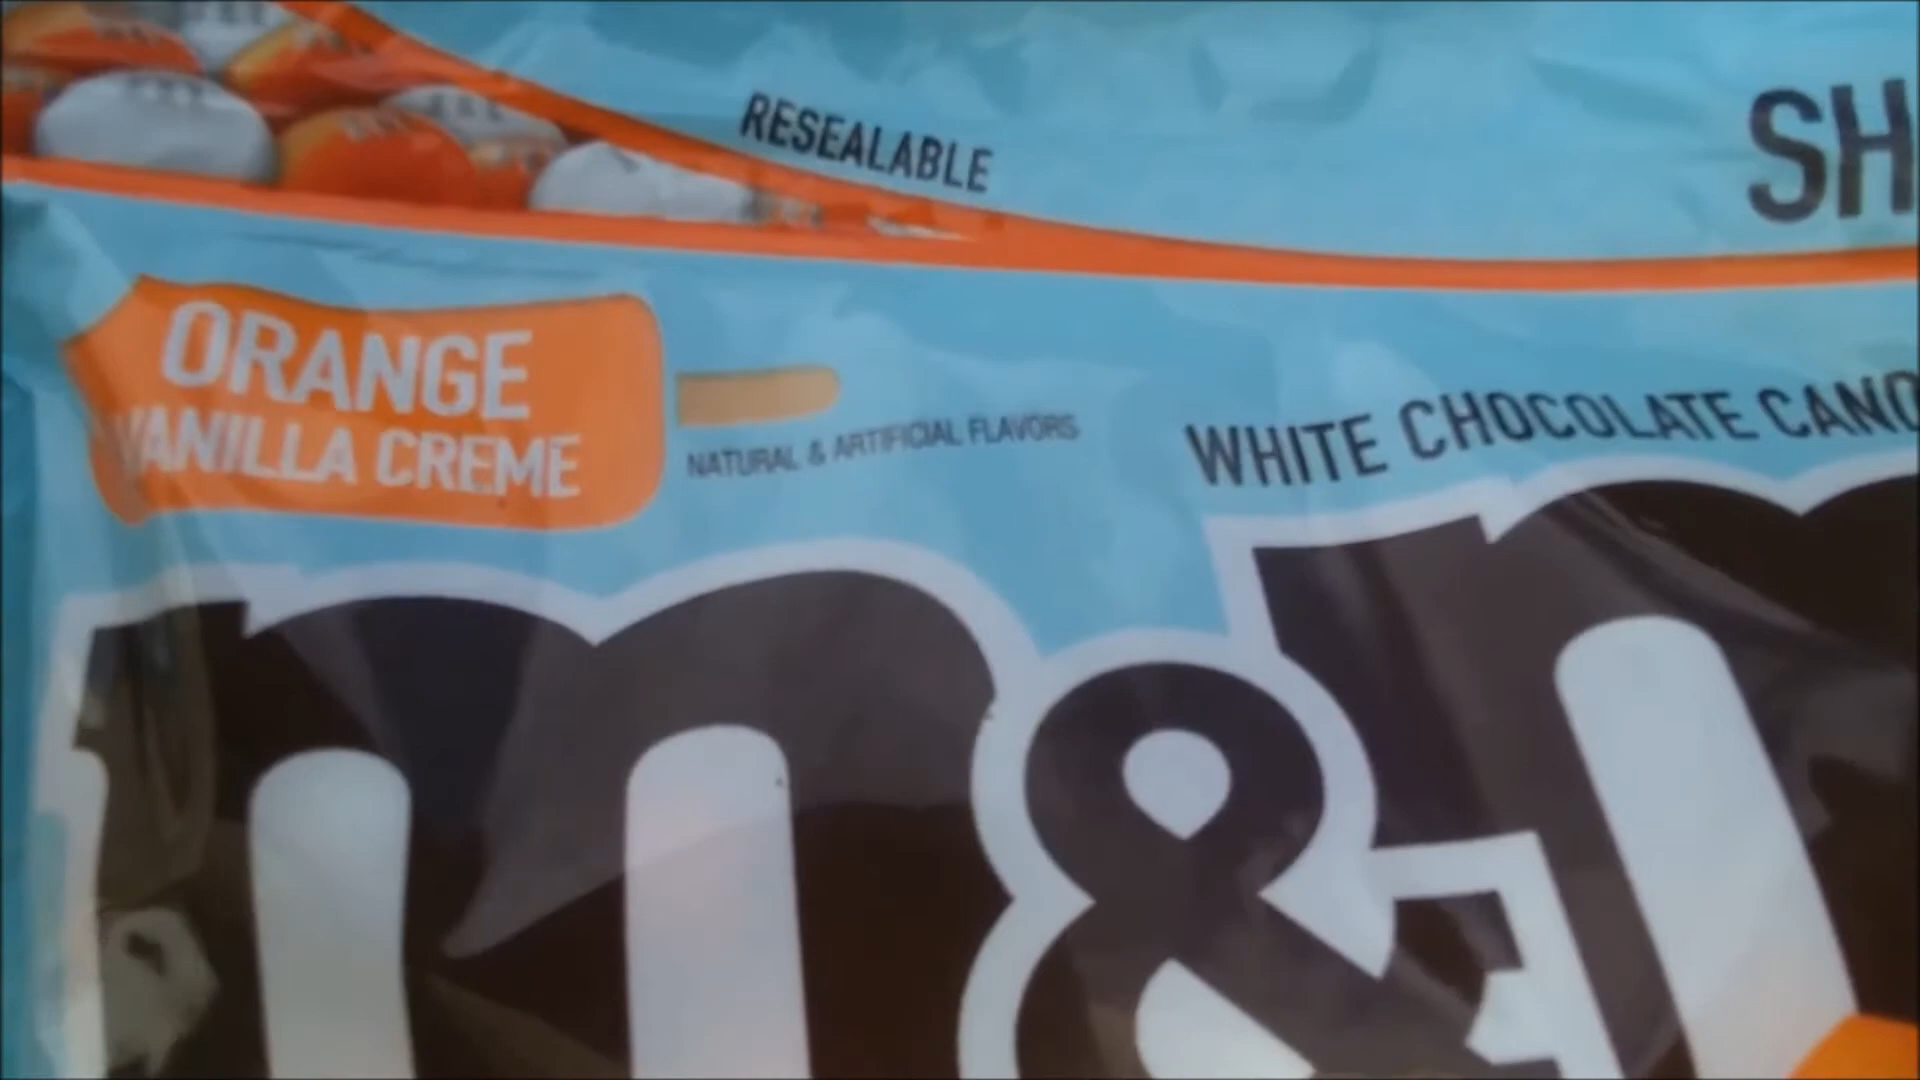 RESEALABLE
SH
ORANGE
VANILLA CREME
NATURAL & ARTIFICIAL FLAVORS
WHITE CHOCOLATE CAND
m&m